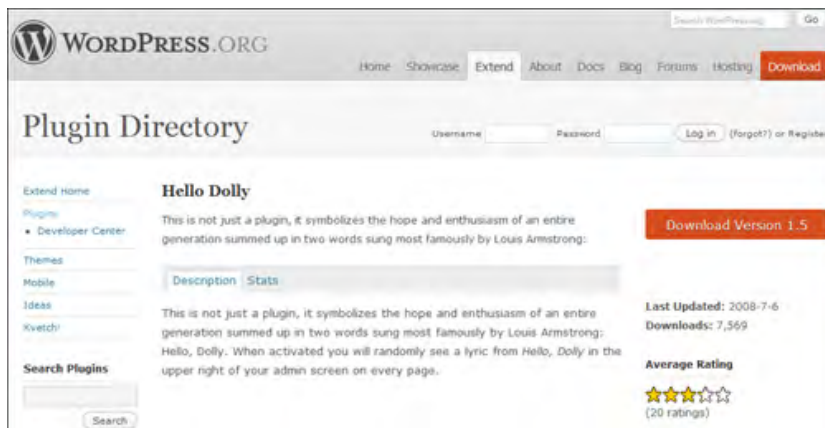 Search WordPress.org Go
WORDPRESS.ORG
Home Showcase Extend About Docs Blog Forums Hosting Download
Plugin Directory
Username Password Log in (forgot?) or Register
Extend Home
Plugins
• Developer Center
Themes
Mobile
Ideas
Kvetch!
Search Plugins
Search
Hello Dolly
This is not just a plugin, it symbolizes the hope and enthusiasm of an entire
generation summed up in two words sung most famously by Louis Armstrong:
Description Stats
This is not just a plugin, it symbolizes the hope and enthusiasm of an entire
generation summed up in two words sung most famously by Louis Armstrong:
Hello, Dolly. When activated you will randomly see a lyric from Hello, Dolly in the
upper right of your admin screen on every page.
Download Version 1.5
Last Updated: 2008-7-6
Downloads: 7,569
Average Rating
(20 ratings)